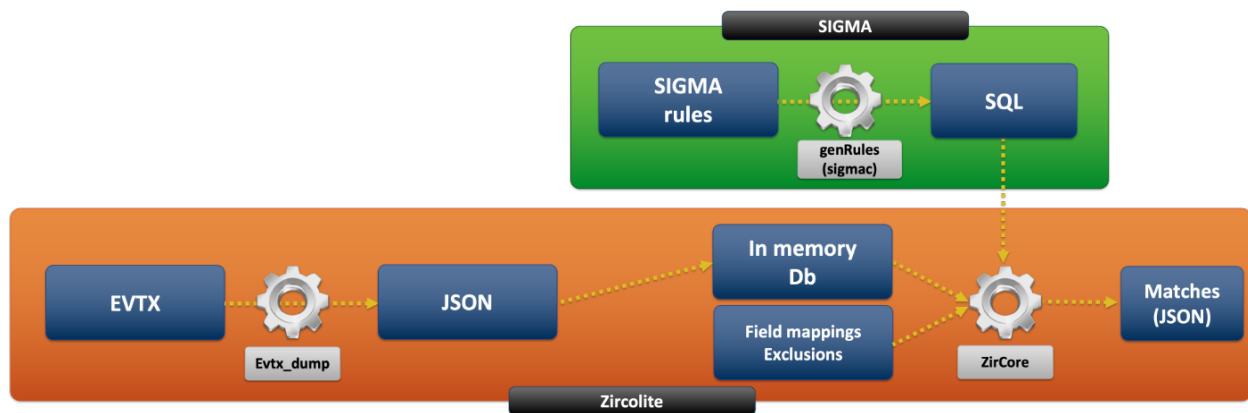 SIGMA
SIGMA
rules
SQL
genRules
(sigmac)
In memory
Db
EVTX
JSON
Matches
(JSON)
Field mappings
Exclusions
Evtx_dump
ZirCore
Zircolite